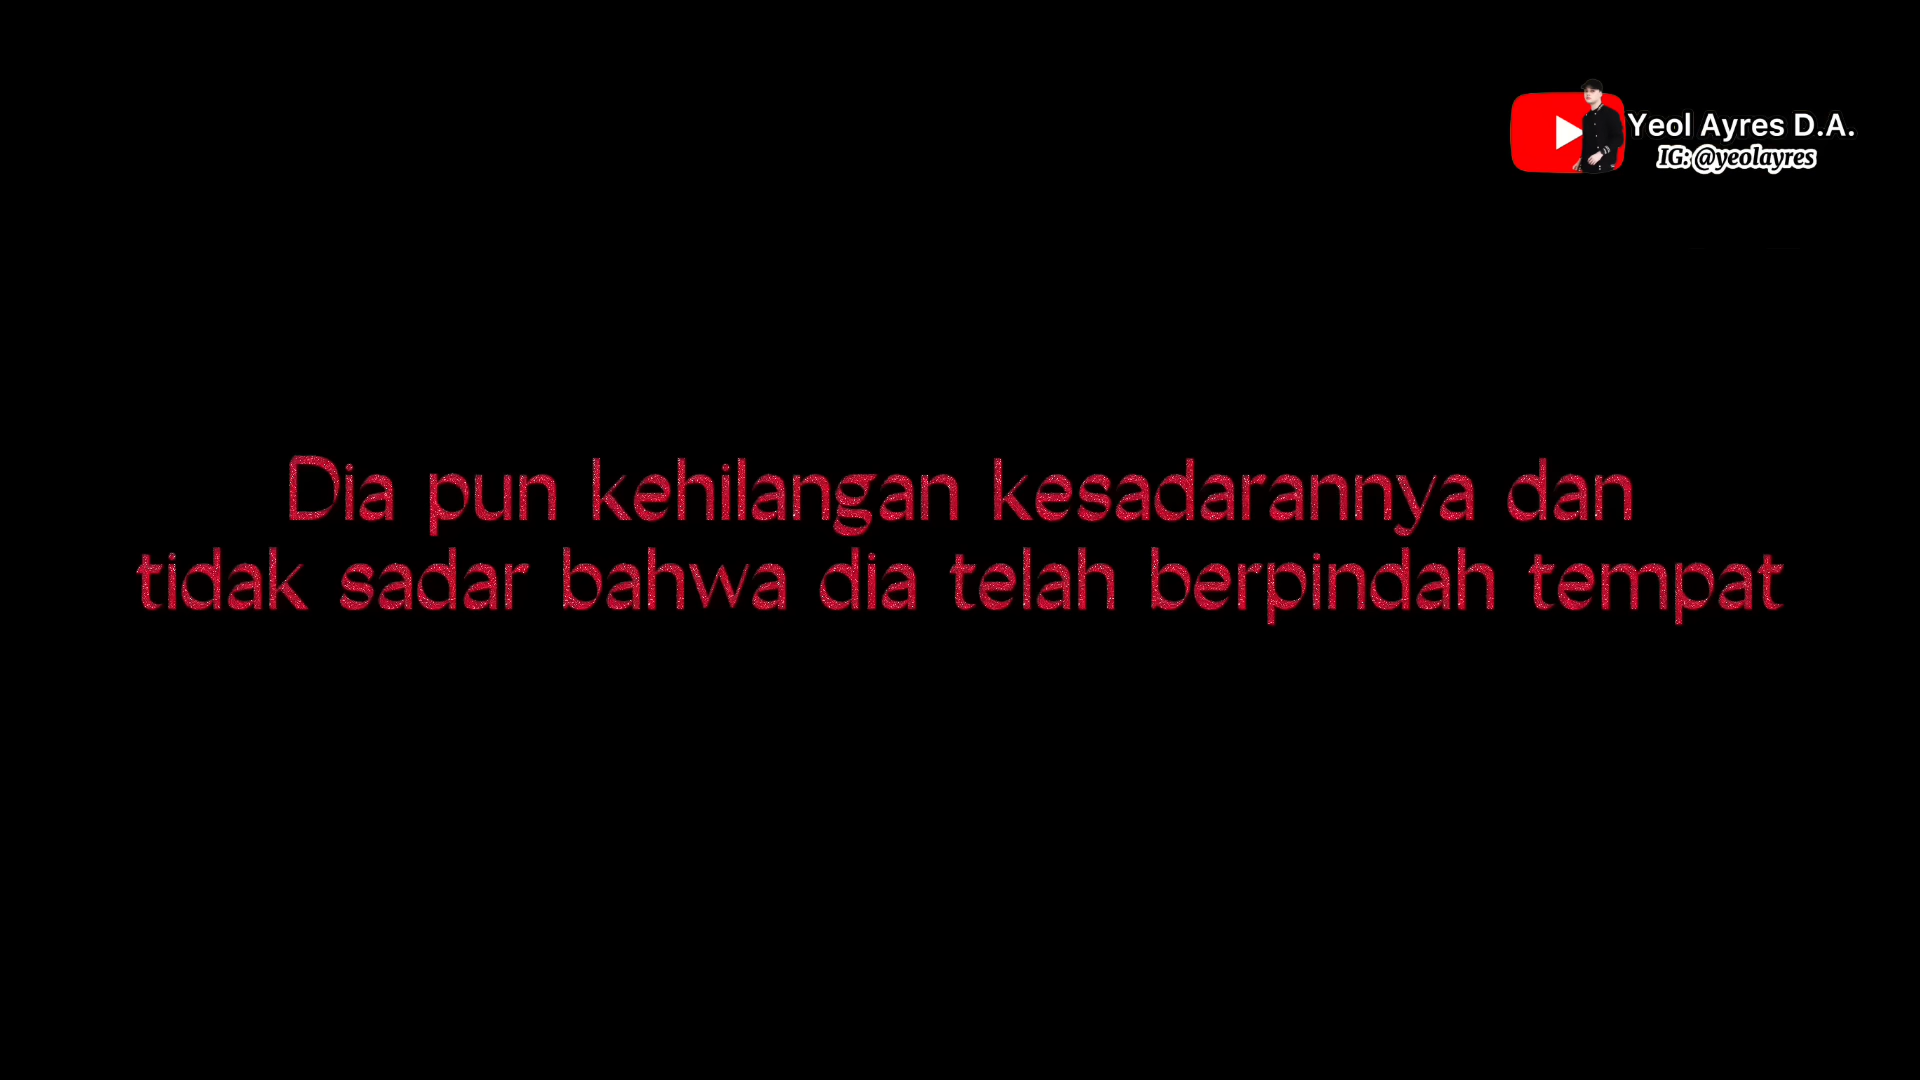 Yeol Ayres D.A.
IG: @yeolayres
Dia pun kehilangan kesadarannya dan
tidak sadar bahwa dia telah berpindah tempat